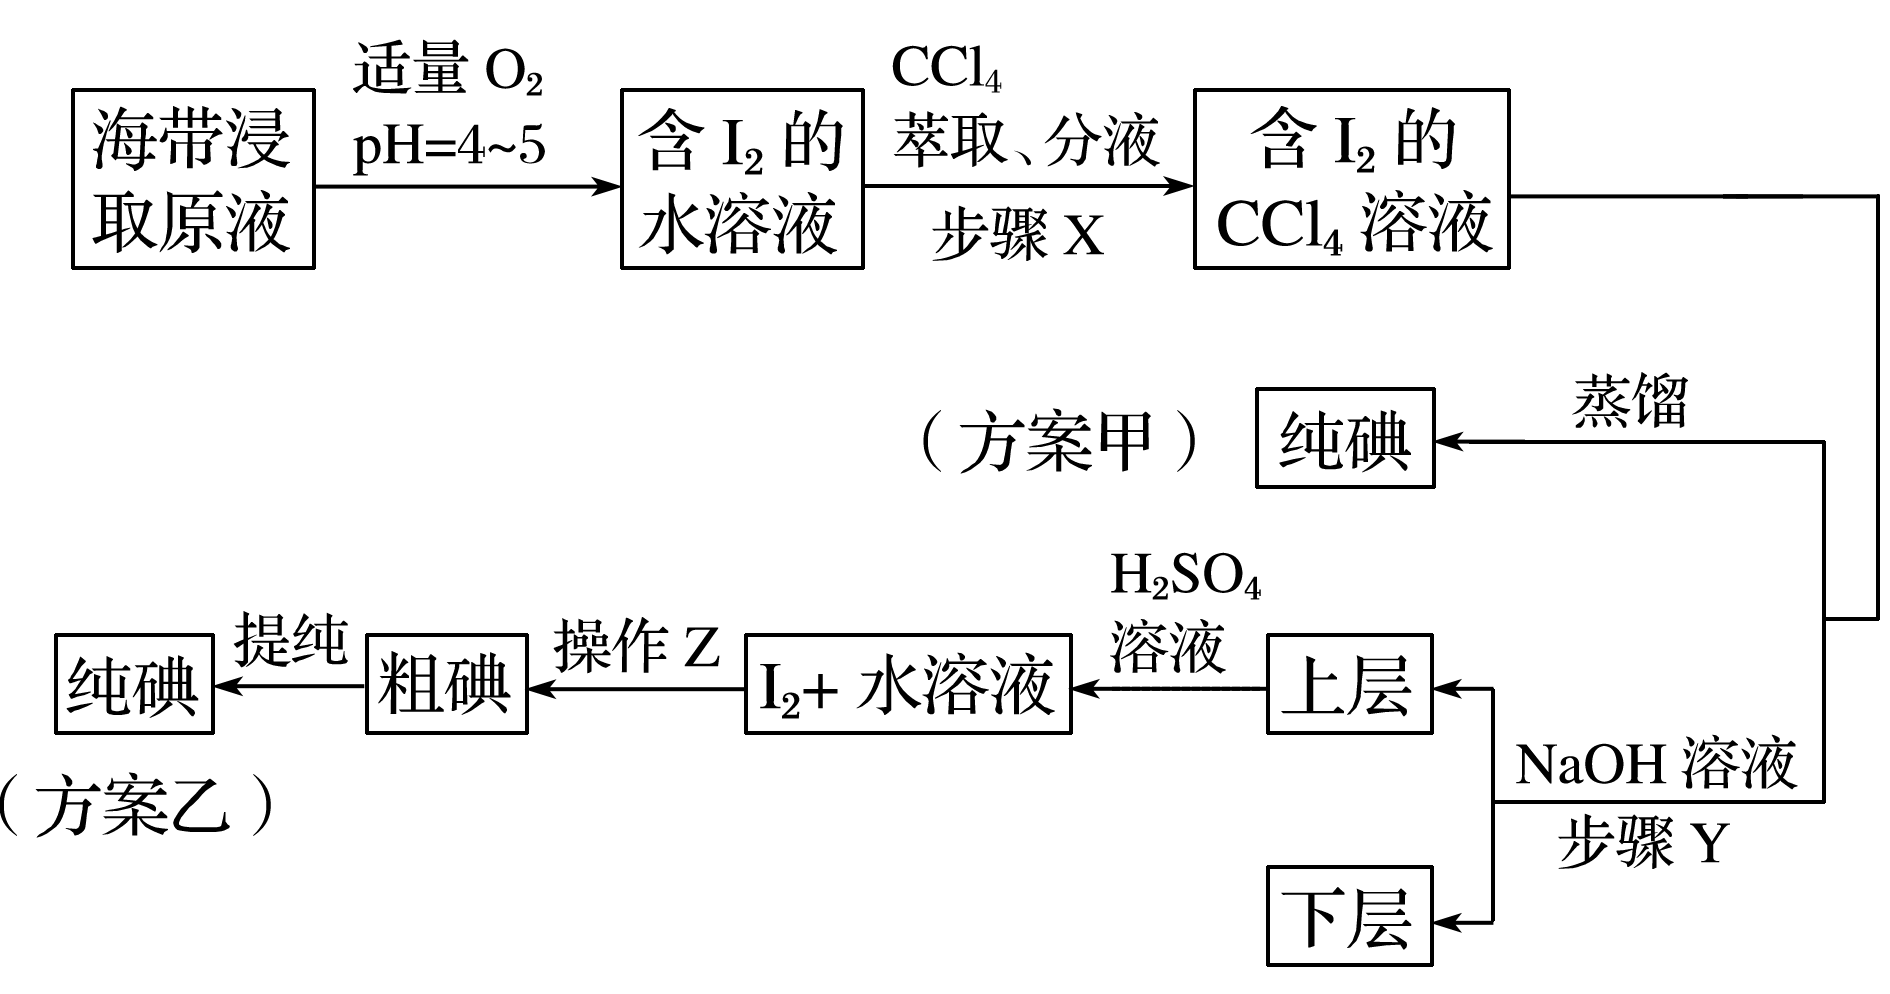 海带浸
取原液
适量 O₂
pH=4~5
含 I₂ 的
水溶液
CCl₄
萃取、分液
步骤 X
含 I₂ 的
CCl₄ 溶液
（方案甲）
纯碘
蒸馏
纯碘
提纯
粗碘
操作 Z
I₂+ 水溶液
H₂SO₄
溶液
上层
NaOH 溶液
步骤 Y
（方案乙）
下层